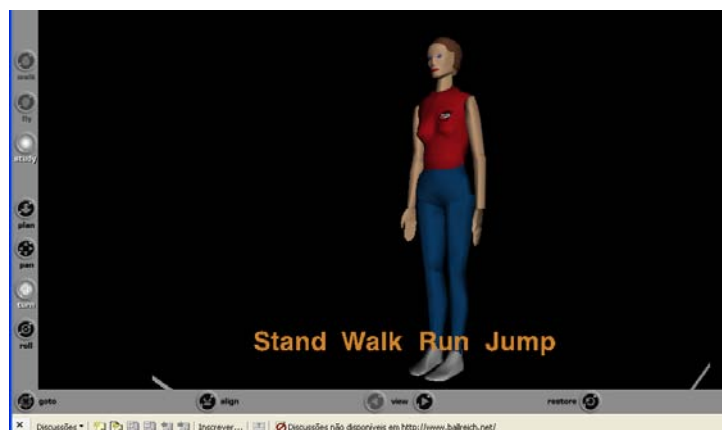 walk
fly
study
plan
pan
turn
roll
Stand Walk Run Jump
goto align view restore
Discussões Inscrever... Discussões não disponíveis em http://www.ballreich.net/